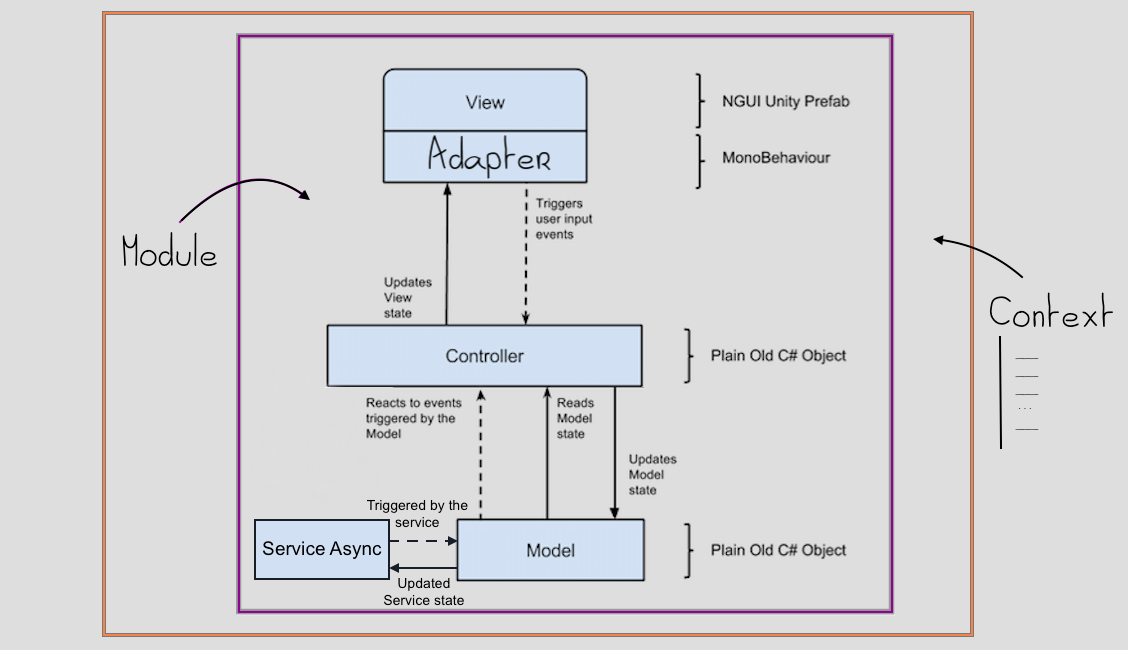 View
NGUI Unity Prefab
Adapter
MonoBehaviour
Triggers
user input
events
Module
Updates
View
state
Context
...
Controller
Plain Old C# Object
Reacts to events
triggered by the
Model
Reads
Model
state
Updates
Model
state
Triggered by the
service
Service Async
Model
Plain Old C# Object
Updated
Service state